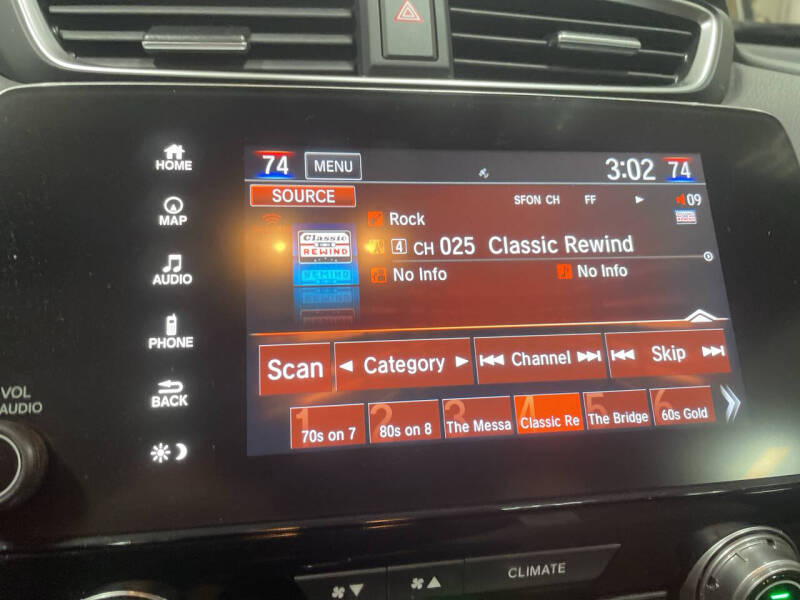 HOME
MAP
AUDIO
PHONE
BACK
VOL
AUDIO
74 MENU 3:02 74
SOURCE SFON CH FF 09
Rock
Classic
REWIND
4 CH 025 Classic Rewind
No Info No Info
Scan Category Channel Skip
1 70s on 7
2 80s on 8
3 The Messa
4 Classic Re
5 The Bridge
6 60s Gold
CLIMATE